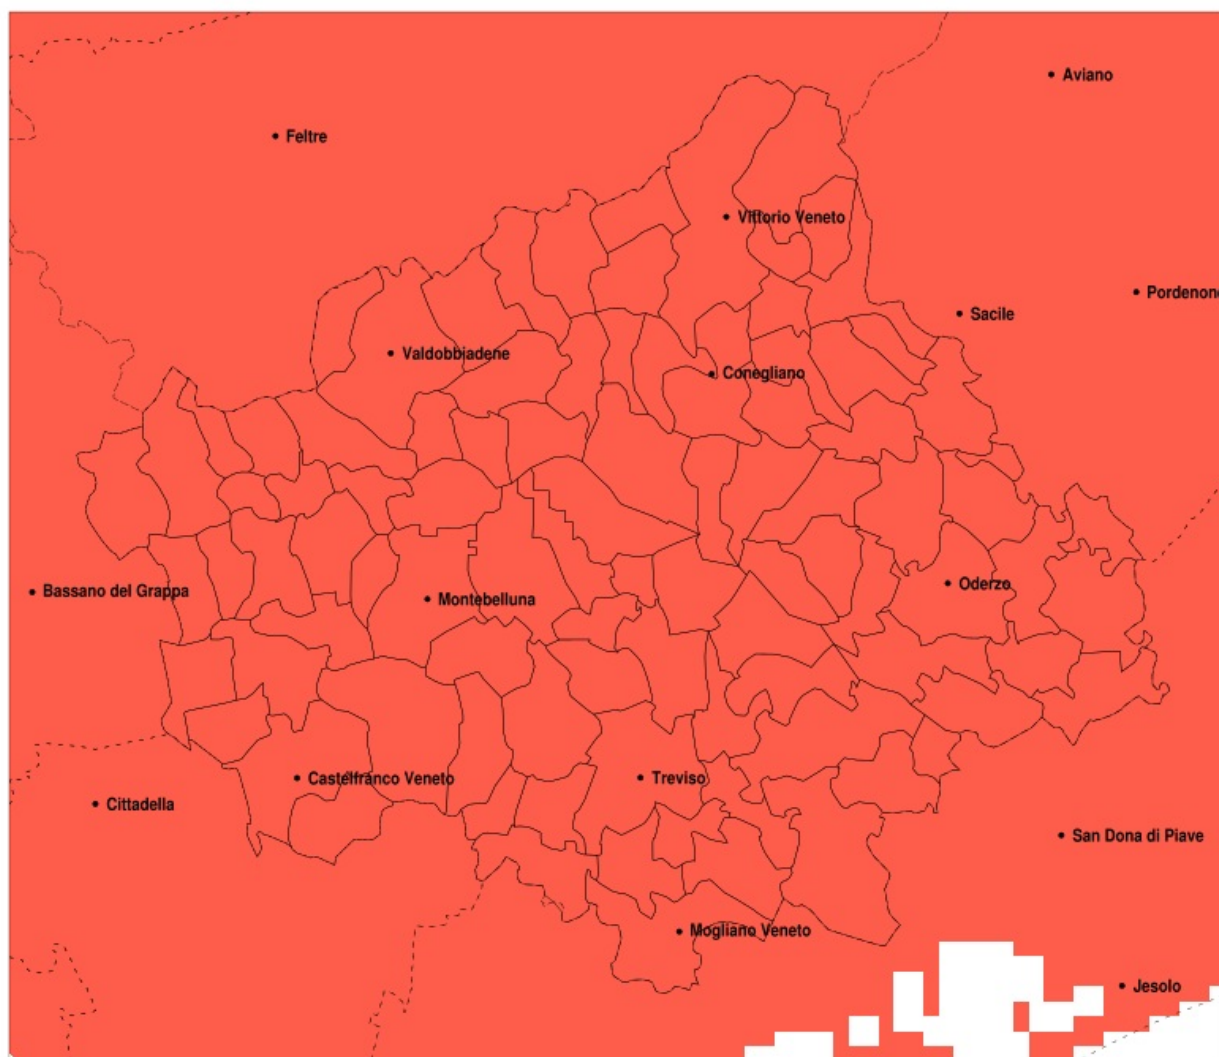 Aviano
Feltre
Vittorio Veneto
Pordenon
Sacile
Valdobbiadene
Conegliano
Bassano del Grappa
Oderzo
Montebelluna
Castelfranco Veneto
Treviso
Cittadella
San Dona di Piave
Mogliano Veneto
Jesolo